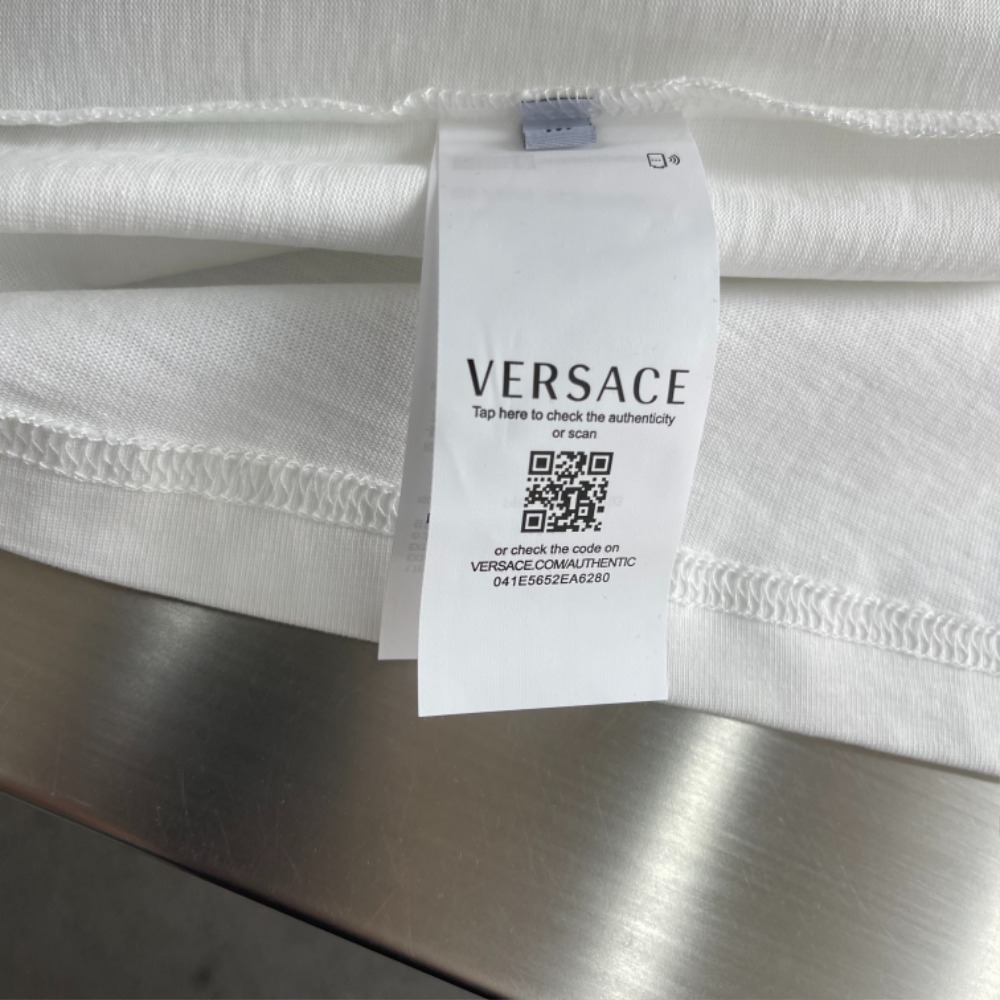 VERSACE
Tap here to check the authenticity
or scan
or check the code on
VERSACE.COM/AUTHENTIC
041E5652EA6280